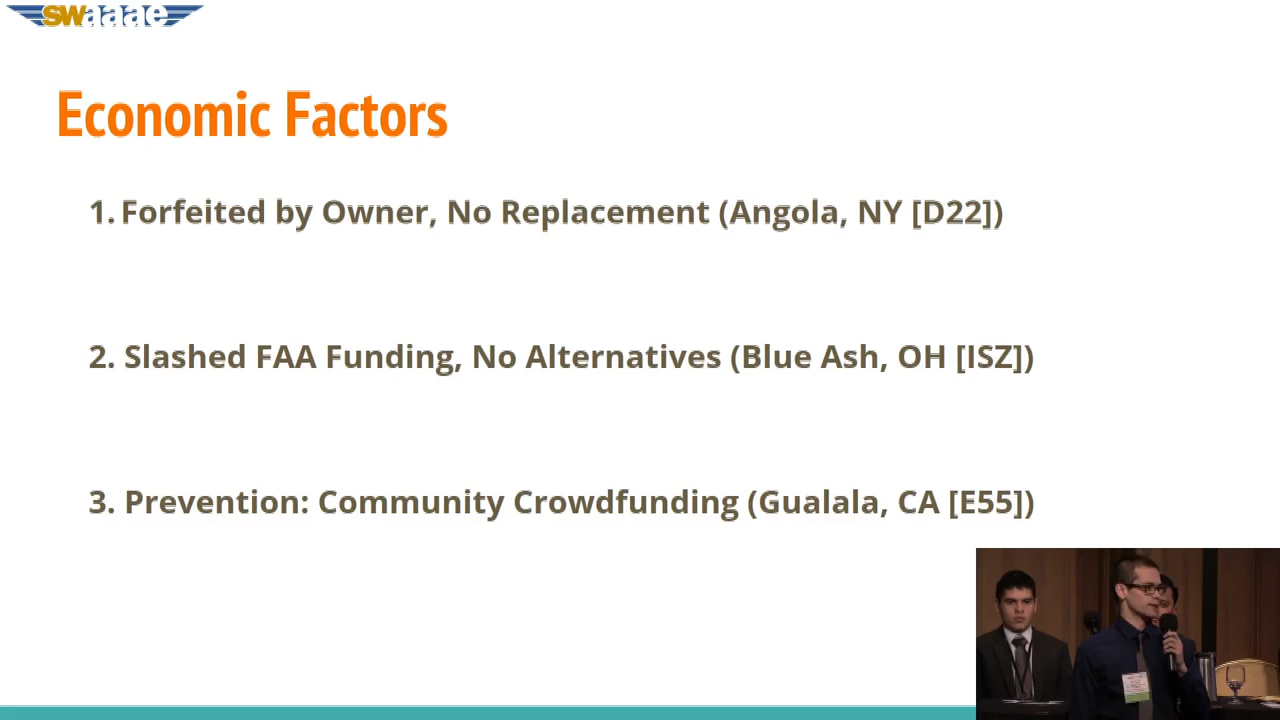 swaaae
Economic Factors
1. Forfeited by Owner, No Replacement (Angola, NY [D22])
2. Slashed FAA Funding, No Alternatives (Blue Ash, OH [ISZ])
3. Prevention: Community Crowdfunding (Gualala, CA [E55])